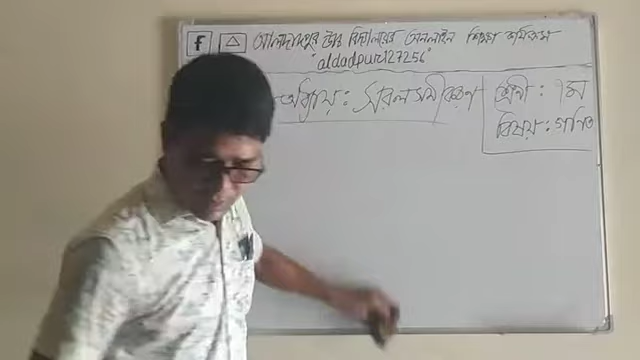 f আলাদাদপুর উচ্চ বিদ্যালয়ের অনলাইন শিক্ষা কার্যক্রম
"aldadpur127256"
অধ্যায়: সরল সমীকরণ
শ্রেণী: ৭ম
বিষয়: গণিত